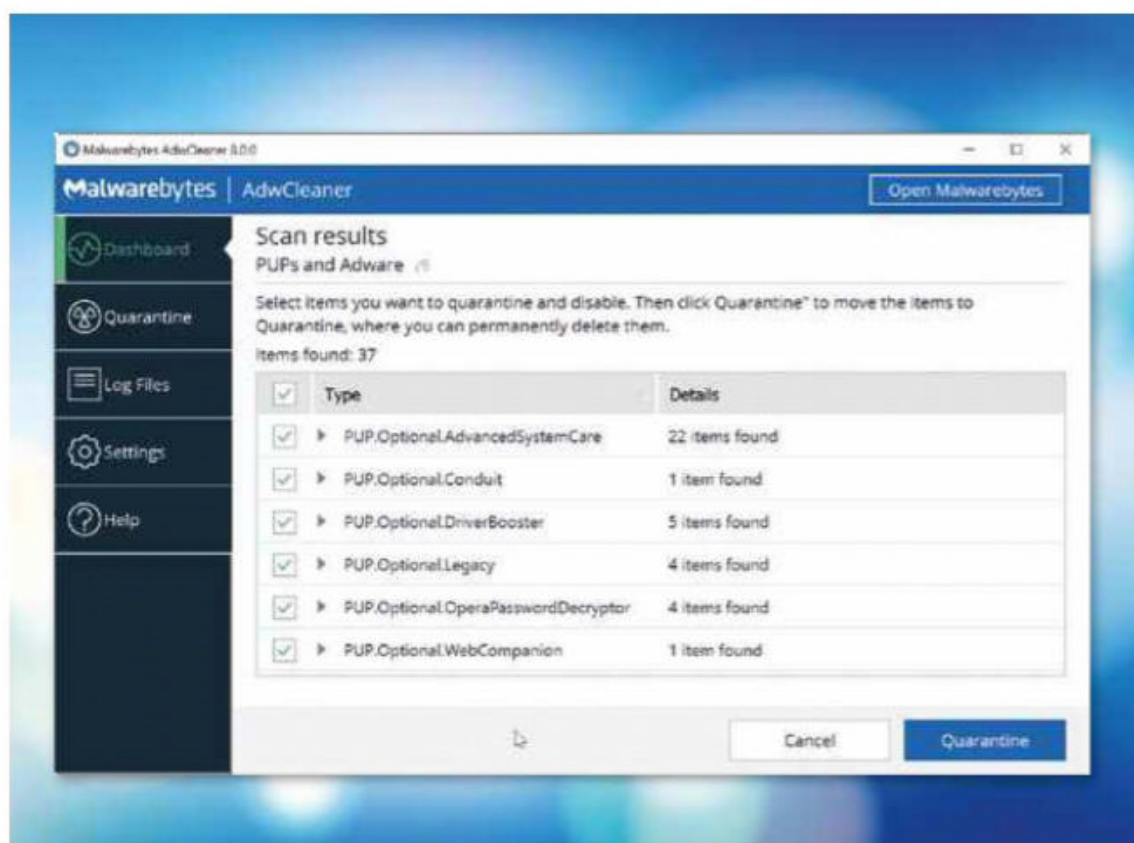 Malwarebytes AdwCleaner 8.0.0
Malwarebytes | AdwCleaner
Open Malwarebytes
Dashboard
Quarantine
Log Files
Settings
Help
Scan results
PUPs and Adware
Select items you want to quarantine and disable. Then click Quarantine" to move the items to
Quarantine, where you can permanently delete them.
Items found: 37
Type Details
PUP.Optional.AdvancedSystemCare 22 items found
PUP.Optional.Conduit 1 item found
PUP.Optional.DriverBooster 5 items found
PUP.Optional.Legacy 4 items found
PUP.Optional.OperaPasswordDecryptor 4 items found
PUP.Optional.WebCompanion 1 item found
Cancel
Quarantine